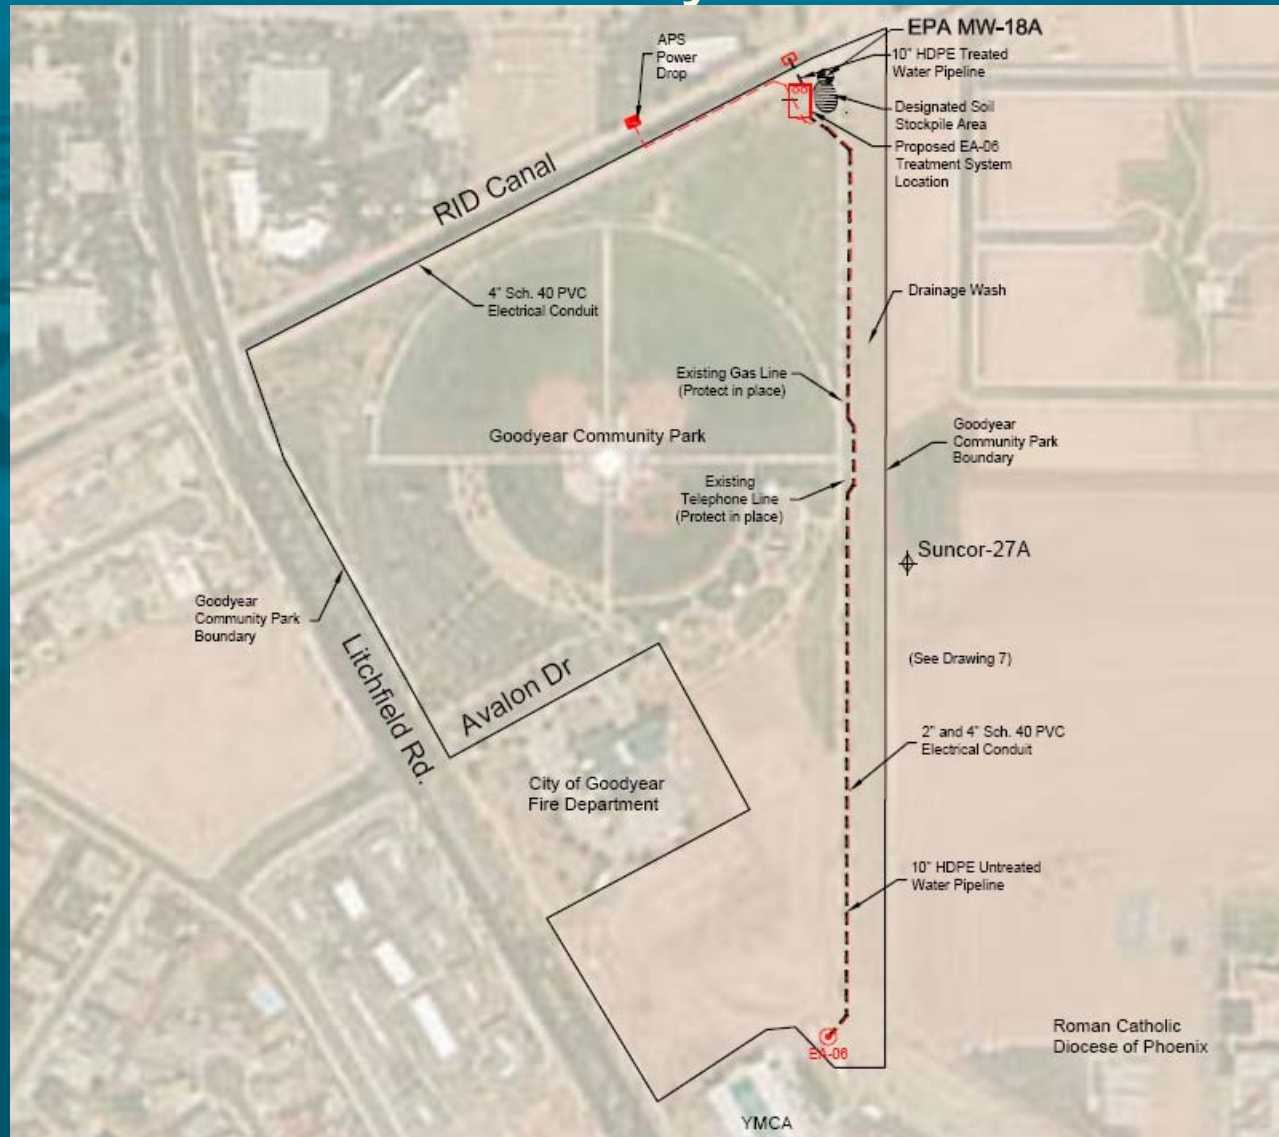 EPA MW-18A
APS
Power
Drop
10" HDPE Treated
Water Pipeline
Designated Soil
Stockpile Area
Proposed EA-06
Treatment System
Location
RID Canal
4" Sch. 40 PVC
Electrical Conduit
Drainage Wash
Existing Gas Line
(Protect in place)
Goodyear Community Park
Goodyear
Community Park
Boundary
Existing
Telephone Line
(Protect in place)
Suncor-27A
Goodyear
Community Park
Boundary
(See Drawing 7)
Litchfield Rd.
Avalon Dr
2" and 4" Sch. 40 PVC
Electrical Conduit
City of Goodyear
Fire Department
10" HDPE Untreated
Water Pipeline
Roman Catholic
Diocese of Phoenix
EA-06
YMCA